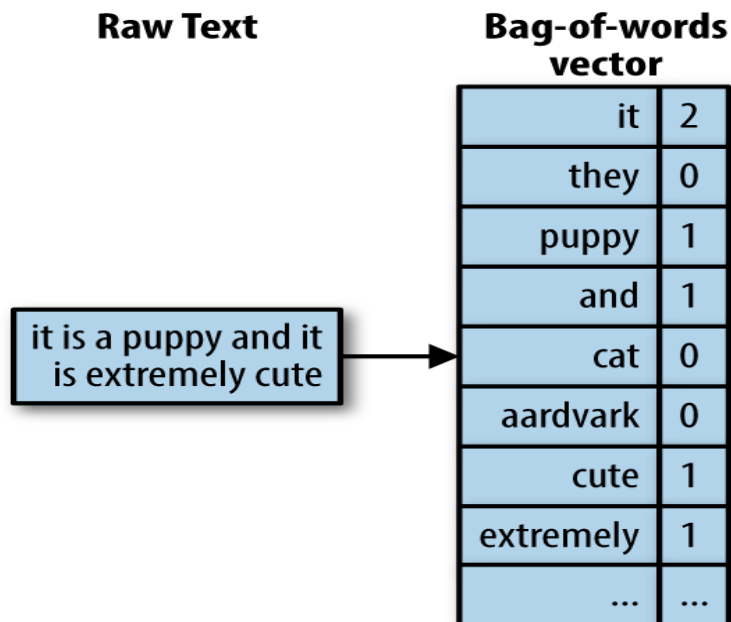 Raw Text
Bag-of-words
vector
it is a puppy and it
is extremely cute
it 2
they 0
puppy 1
and 1
cat 0
aardvark 0
cute 1
extremely 1
... ...